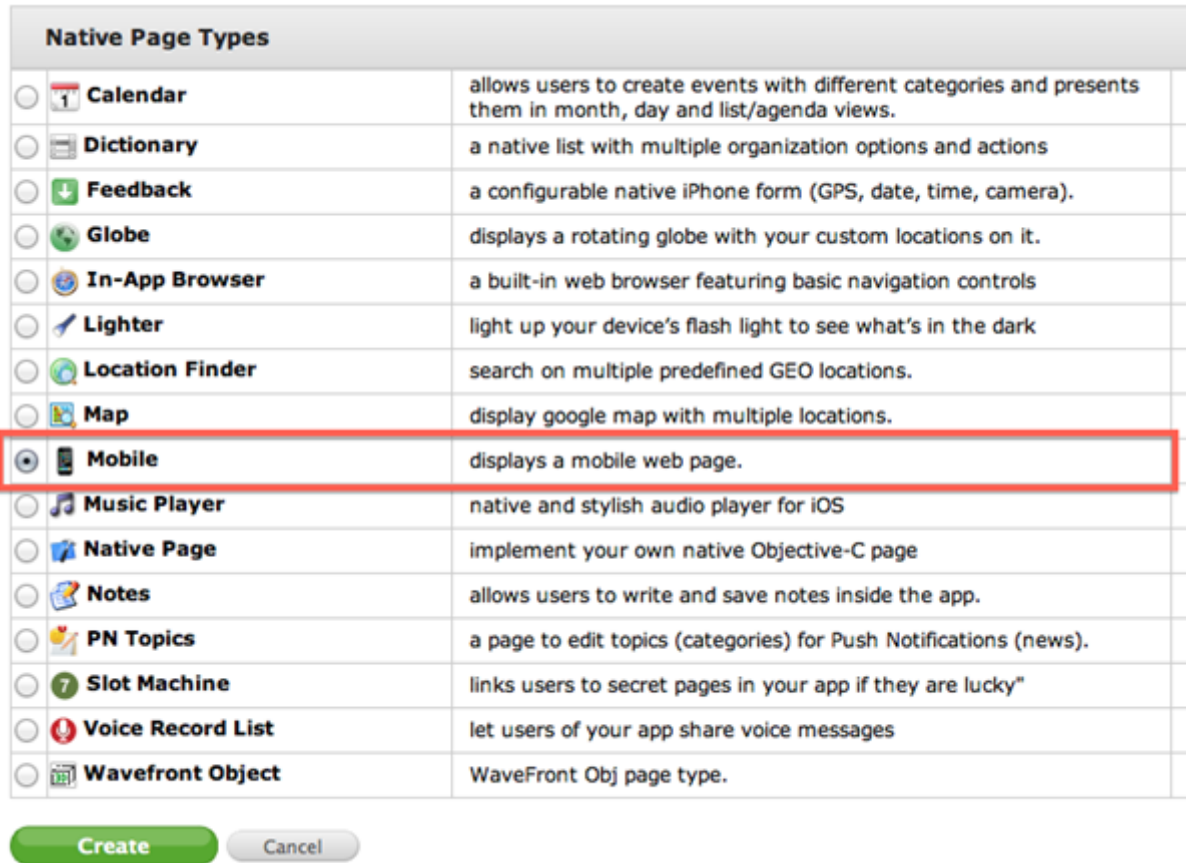 Native Page Types
Calendar
allows users to create events with different categories and presents
them in month, day and list/agenda views.
Dictionary
a native list with multiple organization options and actions
Feedback
a configurable native iPhone form (GPS, date, time, camera).
Globe
displays a rotating globe with your custom locations on it.
In-App Browser
a built-in web browser featuring basic navigation controls
Lighter
light up your device’s flash light to see what’s in the dark
Location Finder
search on multiple predefined GEO locations.
Map
display google map with multiple locations.
Mobile
displays a mobile web page.
Music Player
native and stylish audio player for iOS
Native Page
implement your own native Objective-C page
Notes
allows users to write and save notes inside the app.
PN Topics
a page to edit topics (categories) for Push Notifications (news).
Slot Machine
links users to secret pages in your app if they are lucky"
Voice Record List
let users of your app share voice messages
Wavefront Object
WaveFront Obj page type.
Create
Cancel